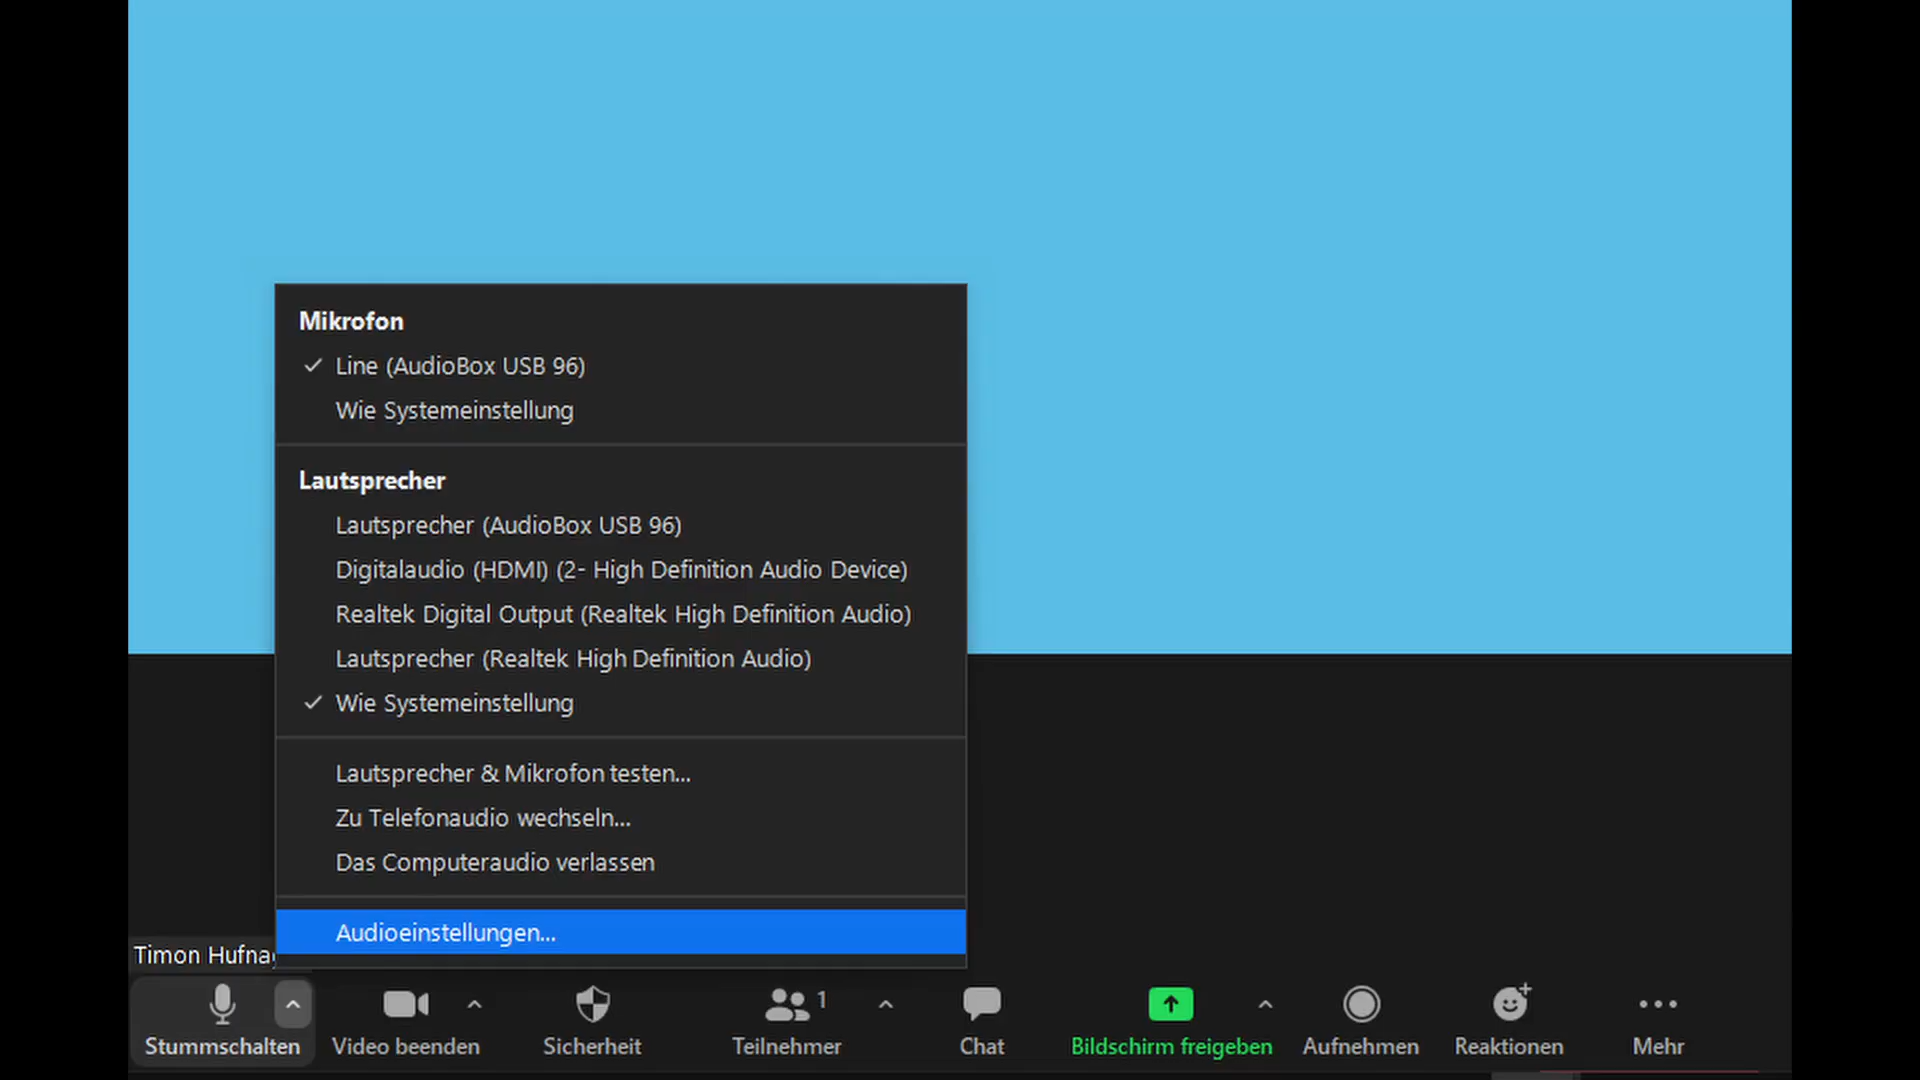 Mikrofon
Line (AudioBox USB 96)
Wie Systemeinstellung
Lautsprecher
Lautsprecher (AudioBox USB 96)
Digitalaudio (HDMI) (2- High Definition Audio Device)
Realtek Digital Output (Realtek High Definition Audio)
Lautsprecher (Realtek High Definition Audio)
Wie Systemeinstellung
Lautsprecher & Mikrofon testen...
Zu Telefonaudio wechseln...
Das Computeraudio verlassen
Audioeinstellungen...
Timon
1
Stummschalten Video beenden Sicherheit Teilnehmer Chat Bildschirm freigeben Aufnehmen Reaktionen Mehr